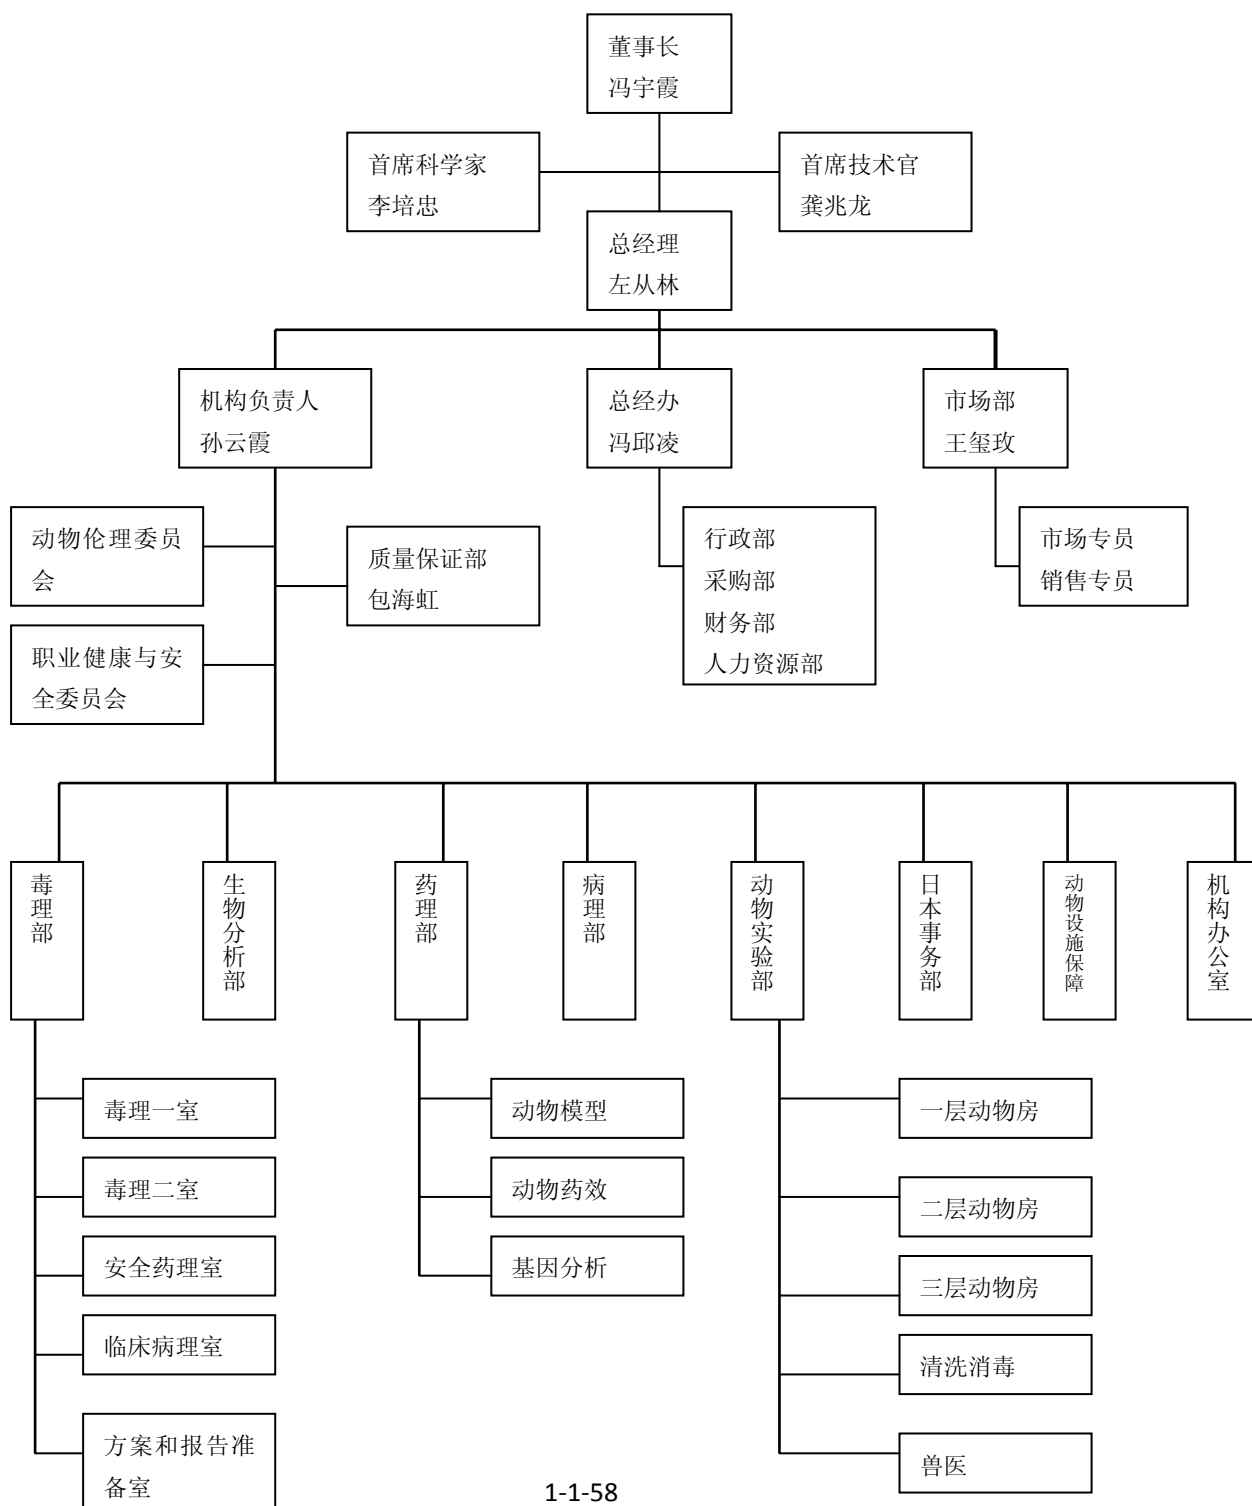 董事长
冯宇霞
首席科学家
李培忠
首席技术官
龚兆龙
总经理
左从林
机构负责人
孙云霞
总经办
冯邱凌
市场部
王玺玫
动物伦理委员
会
质量保证部
包海虹
行政部
采购部
财务部
人力资源部
市场专员
销售专员
职业健康与安
全委员会
毒理部
生物分析部
药理部
病理部
动物实验部
日本事务部
动物设施保障
机构办公室
毒理一室
毒理二室
安全药理室
临床病理室
方案和报告准
备室
动物模型
动物药效
基因分析
一层动物房
二层动物房
三层动物房
清洗消毒
兽医
1-1-58